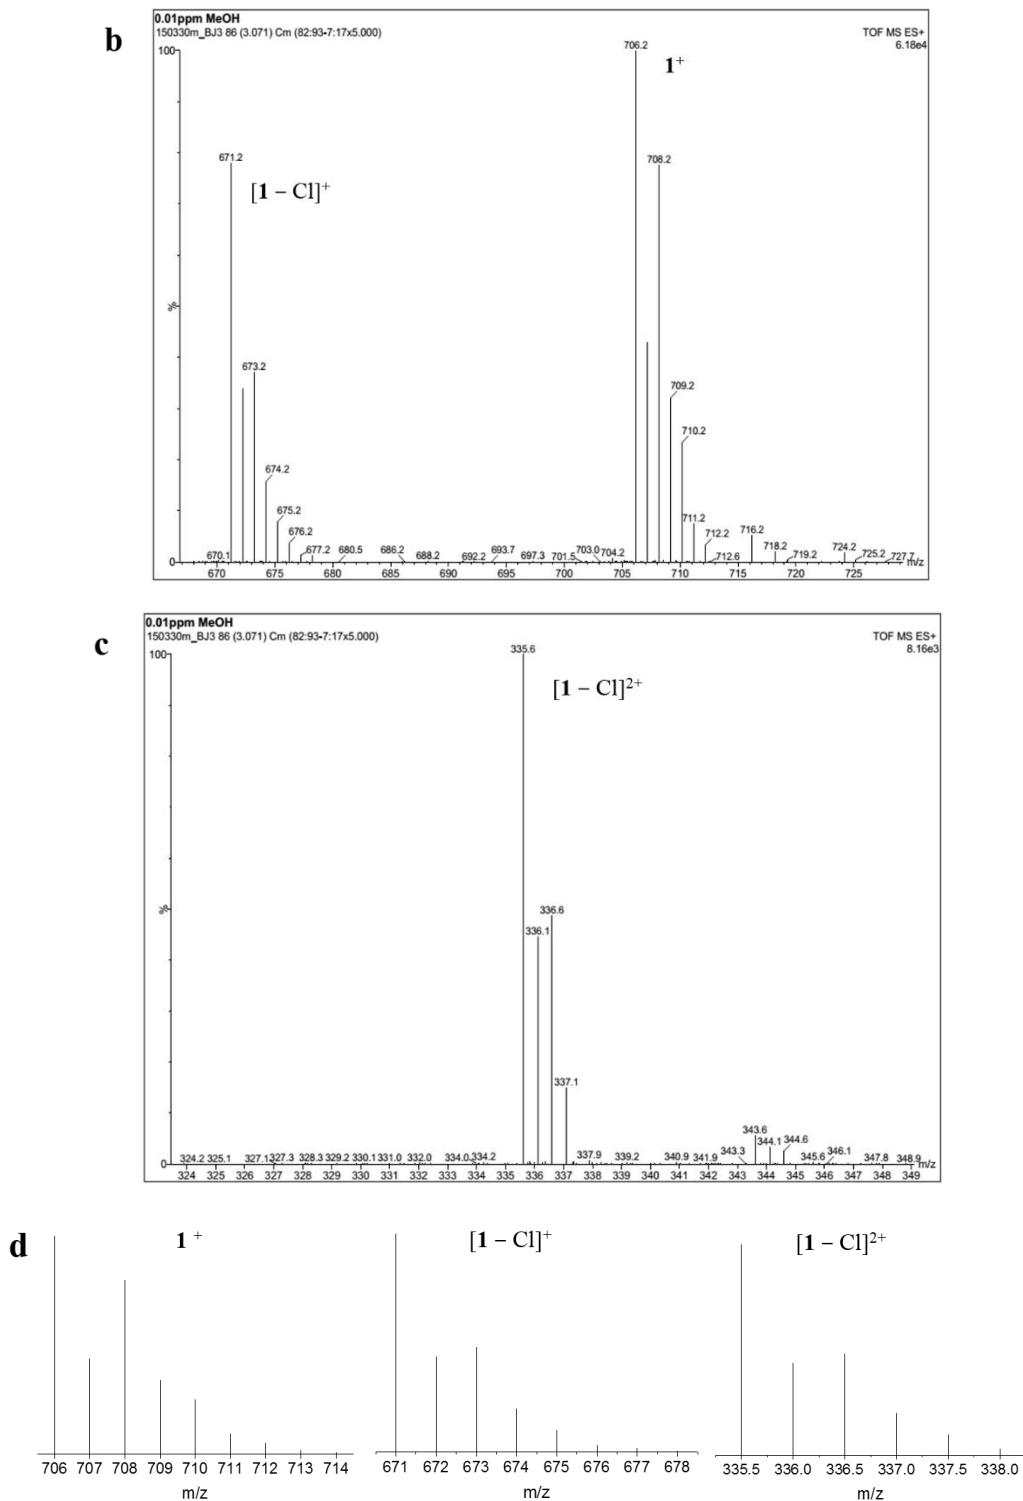 b
0.01ppm MeOH
150330m_BJ3 86 (3.071) Cm (82:93-7:17x5.000)
TOF MS ES+
6.18e4
100
%
0
706.2
1+
708.2
671.2
[1 – Cl]+
673.2
709.2
710.2
674.2
675.2
676.2
711.2
712.2
716.2
670.1
677.2
680.5
686.2
688.2
692.2
693.7
697.3
701.5
703.0
704.2
712.6
718.2
719.2
724.2
725.2
727.7
670 675 680 685 690 695 700 705 710 715 720 725
m/z
c
0.01ppm MeOH
150330m_BJ3 86 (3.071) Cm (82:93-7:17x5.000)
TOF MS ES+
8.16e3
100
%
0
335.6
[1 – Cl]2+
336.6
336.1
337.1
343.6
344.1
344.6
324.2 325.1 327.1 327.3 328.3 329.2 330.1 331.0 332.0 334.0 334.2 337.9 339.2 340.9 341.9 343.3 345.6 346.1 347.8 348.9
m/z
324 325 326 327 328 329 330 331 332 333 334 335 336 337 338 339 340 341 342 343 344 345 346 347 348 349
d
1 +
[1 – Cl]+
[1 – Cl]2+
706 707 708 709 710 711 712 713 714
m/z
671 672 673 674 675 676 677 678
m/z
335.5 336.0 336.5 337.0 337.5 338.0
m/z